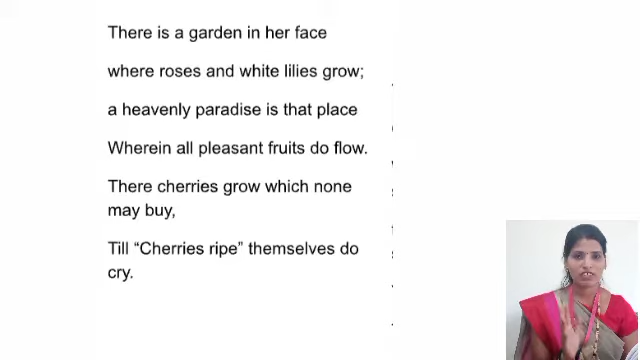 There is a garden in her face
where roses and white lilies grow;
a heavenly paradise is that place
Wherein all pleasant fruits do flow.
There cherries grow which none
may buy,
Till “Cherries ripe” themselves do
cry.